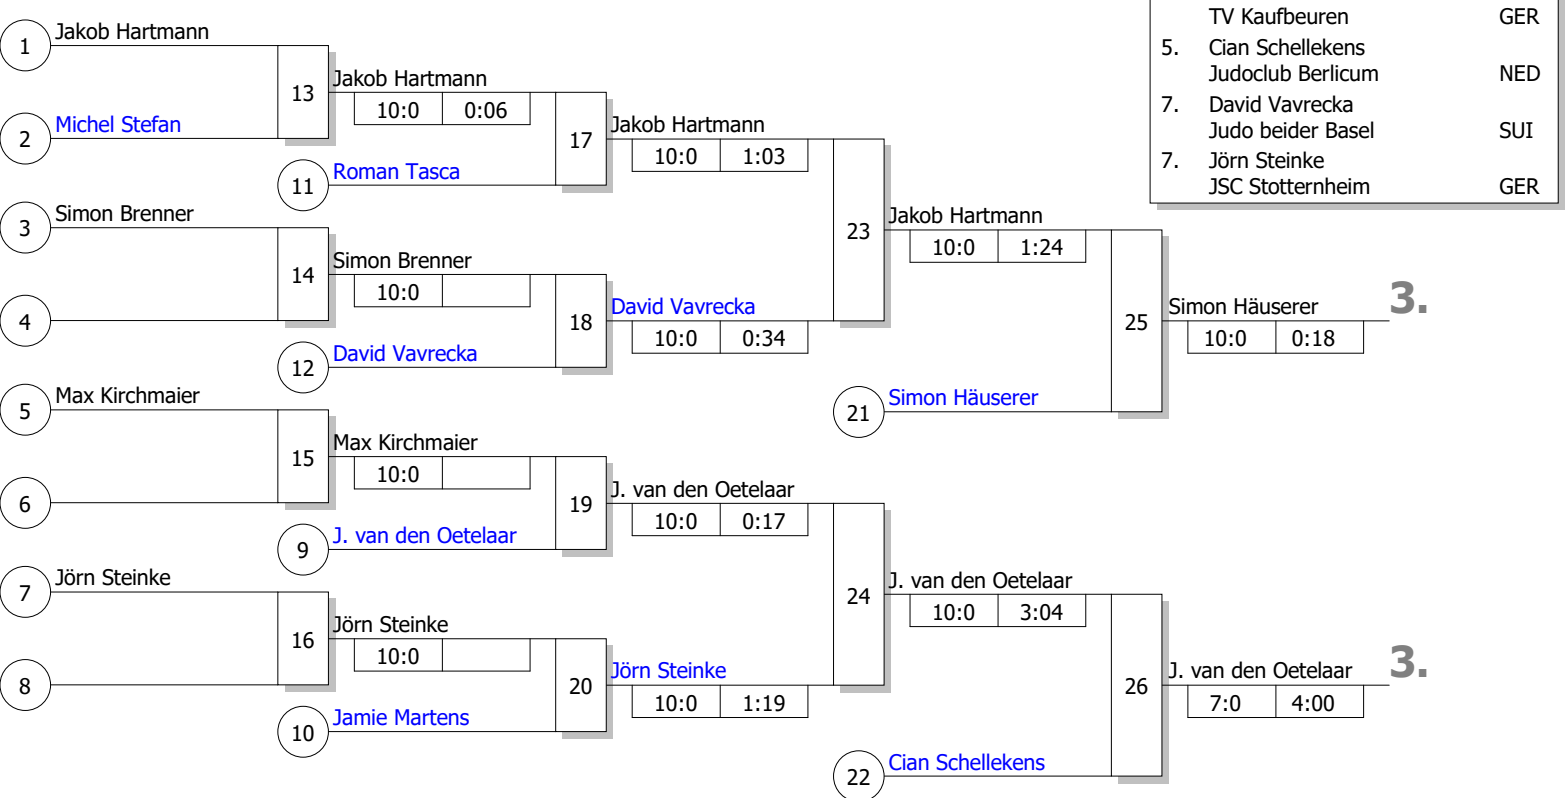 TV Kaufbeuren GER
5. Cian Schellekens
Judoclub Berlicum NED
7. David Vavrecka
Judo beider Basel SUI
7. Jörn Steinke
JSC Stotternheim GER
1 Jakob Hartmann
13 Jakob Hartmann
10:0 0:06
2 Michel Stefan
17 Jakob Hartmann
10:0 1:03
11 Roman Tasca
3 Simon Brenner
23 Jakob Hartmann
10:0 1:24
14 Simon Brenner
10:0
4
18 David Vavrecka
10:0 0:34
25 Simon Häuserer 3.
10:0 0:18
12 David Vavrecka
5 Max Kirchmaier
21 Simon Häuserer
15 Max Kirchmaier
10:0
6
19 J. van den Oetelaar
10:0 0:17
9 J. van den Oetelaar
7 Jörn Steinke
24 J. van den Oetelaar
10:0 3:04
16 Jörn Steinke
10:0
8
20 Jörn Steinke
10:0 1:19
26 J. van den Oetelaar 3.
7:0 4:00
10 Jamie Martens
22 Cian Schellekens